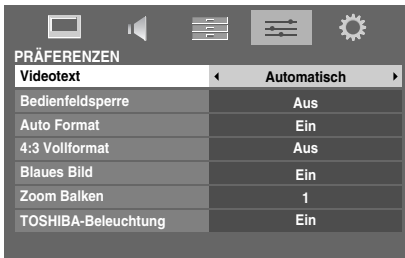 PRÄFERENZEN
Videotext Automatisch
Bedienfeldsperre Aus
Auto Format Ein
4:3 Vollformat Aus
Blaues Bild Ein
Zoom Balken 1
TOSHIBA-Beleuchtung Ein